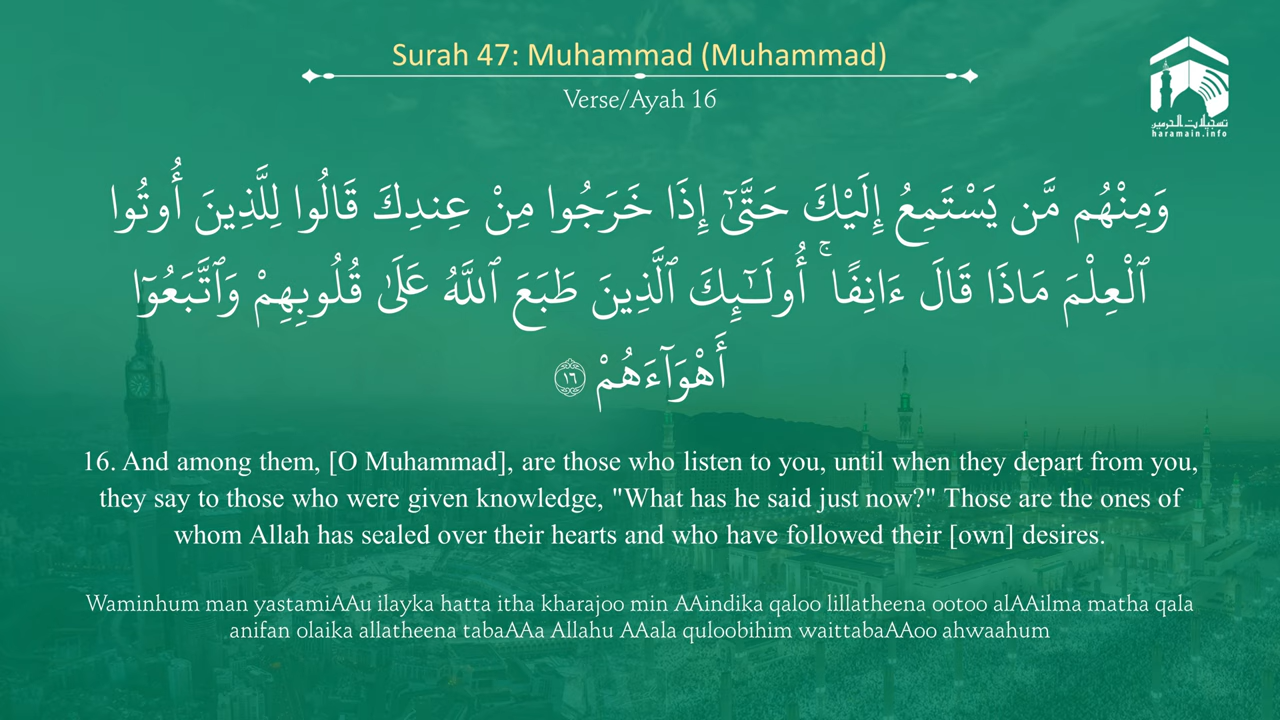 Surah 47: Muhammad (Muhammad)
Verse/Ayah 16
تسجيلات الحرمين
haramain.info
وَمِنْهُم مَّن يَسْتَمِعُ إِلَيْكَ حَتَّىٰٓ إِذَا خَرَجُوا مِنْ عِندِكَ قَالُوا لِلَّذِينَ أُوتُوا
ٱلْعِلْمَ مَاذَا قَالَ ءَانِفًا ۚ أُولَـٰٓئِكَ ٱلَّذِينَ طَبَعَ ٱللَّهُ عَلَىٰ قُلُوبِهِمْ وَٱتَّبَعُوٓا
أَهْوَآءَهُمْ ١٦
16. And among them, [O Muhammad], are those who listen to you, until when they depart from you,
they say to those who were given knowledge, "What has he said just now?" Those are the ones of
whom Allah has sealed over their hearts and who have followed their [own] desires.
Waminhum man yastamiAAu ilayka hatta itha kharajoo min AAindika qaloo lillatheena ootoo alAAilma matha qala
anifan olaika allatheena tabaAAa Allahu AAala quloobihim waittabaAAoo ahwaahum